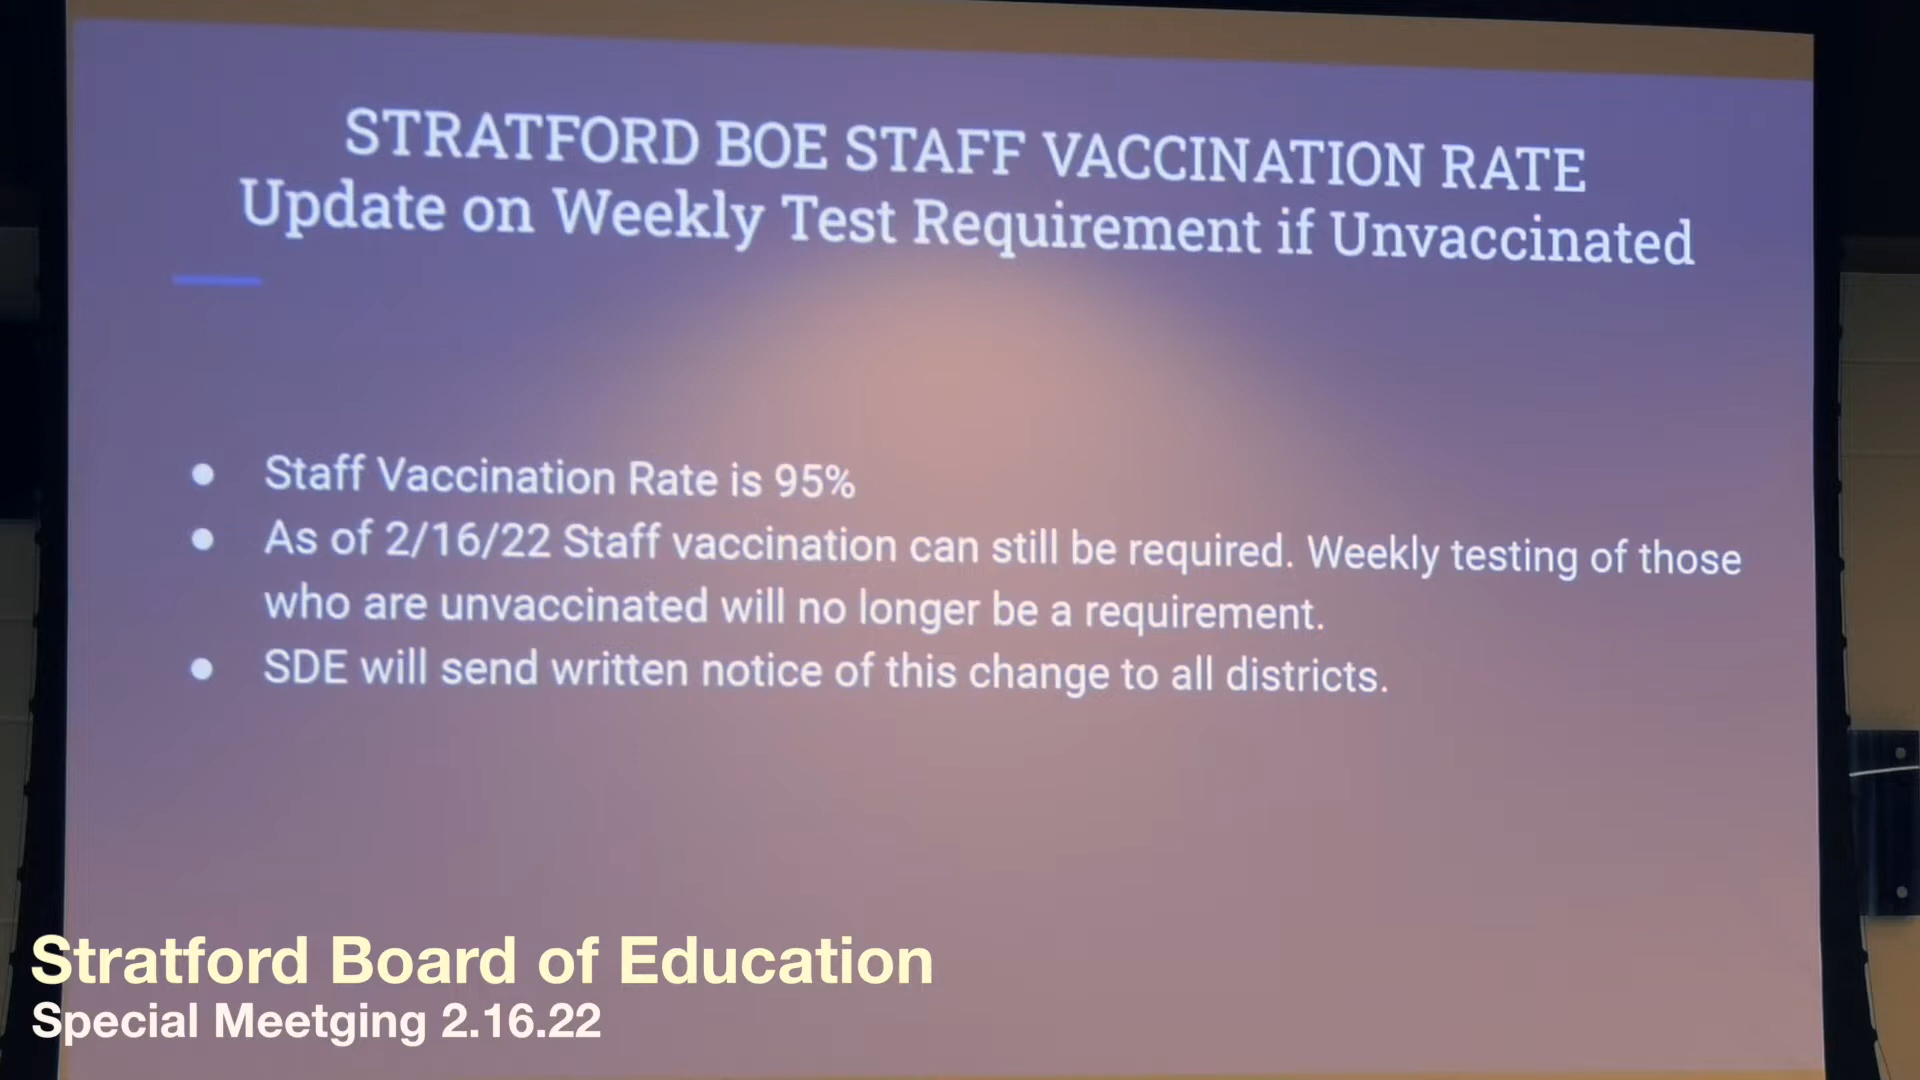 STRATFORD BOE STAFF VACCINATION RATE
Update on Weekly Test Requirement if Unvaccinated
● Staff Vaccination Rate is 95%
● As of 2/16/22 Staff vaccination can still be required. Weekly testing of those
who are unvaccinated will no longer be a requirement.
● SDE will send written notice of this change to all districts.
Stratford Board of Education
Special Meetging 2.16.22